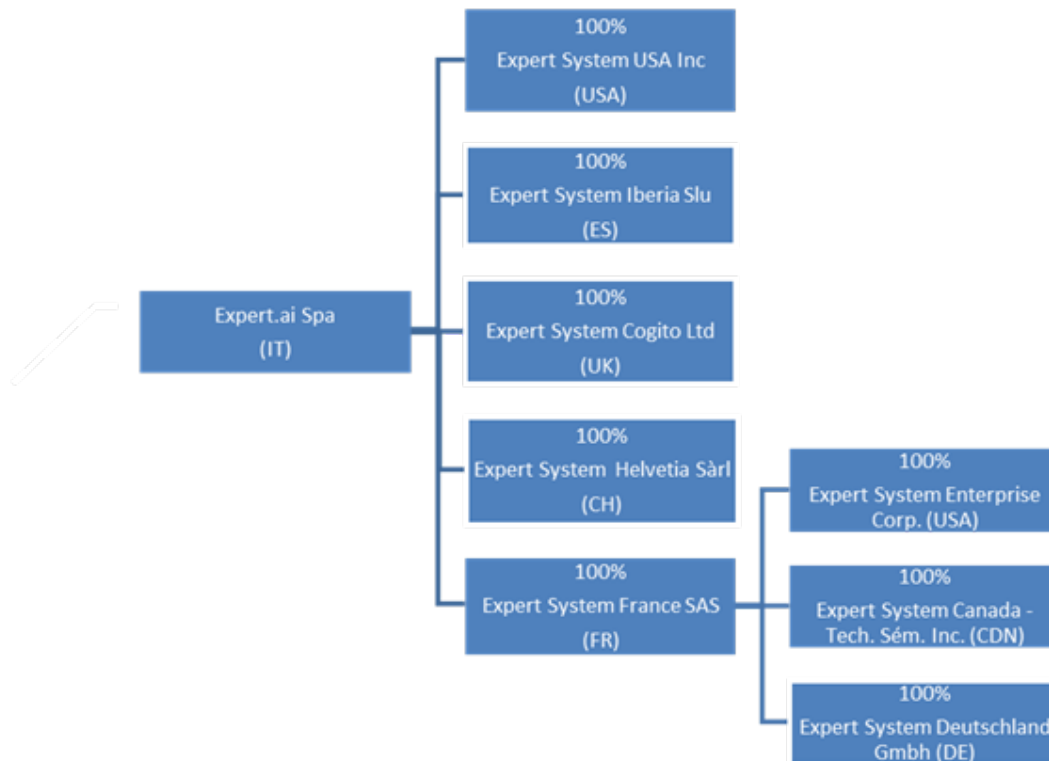 100%
Expert System USA Inc
(USA)
100%
Expert System Iberia Slu
(ES)
Expert.ai Spa
(IT)
100%
Expert System Cogito Ltd
(UK)
100%
Expert System Helvetia Sàrl
(CH)
100%
Expert System France SAS
(FR)
100%
Expert System Enterprise
Corp. (USA)
100%
Expert System Canada -
Tech. Sém. Inc. (CDN)
100%
Expert System Deutschland
Gmbh (DE)